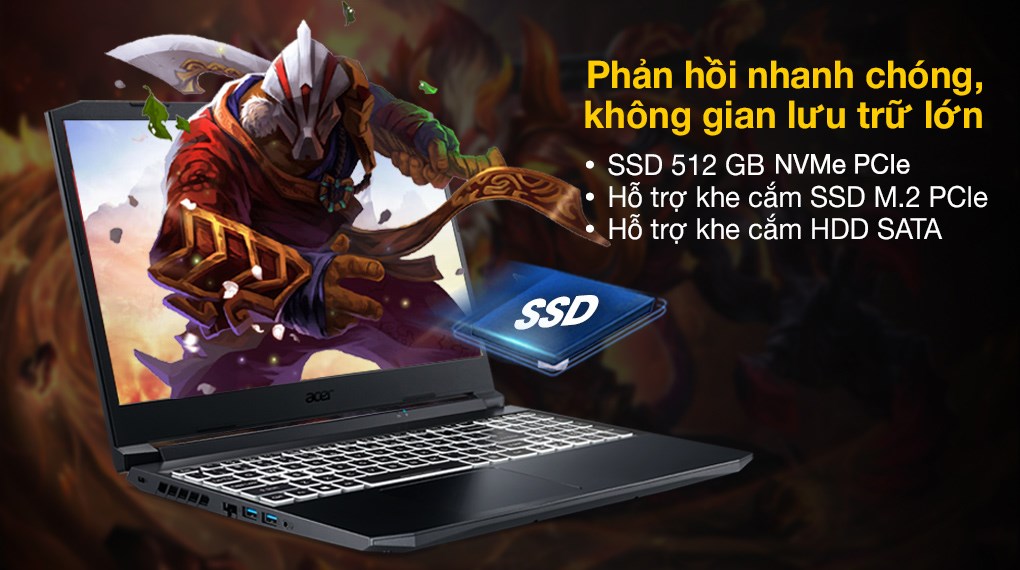 Phản hồi nhanh chóng,
không gian lưu trữ lớn
• SSD 512 GB NVMe PCIe
• Hỗ trợ khe cắm SSD M.2 PCIe
• Hỗ trợ khe cắm HDD SATA
SSD
acer